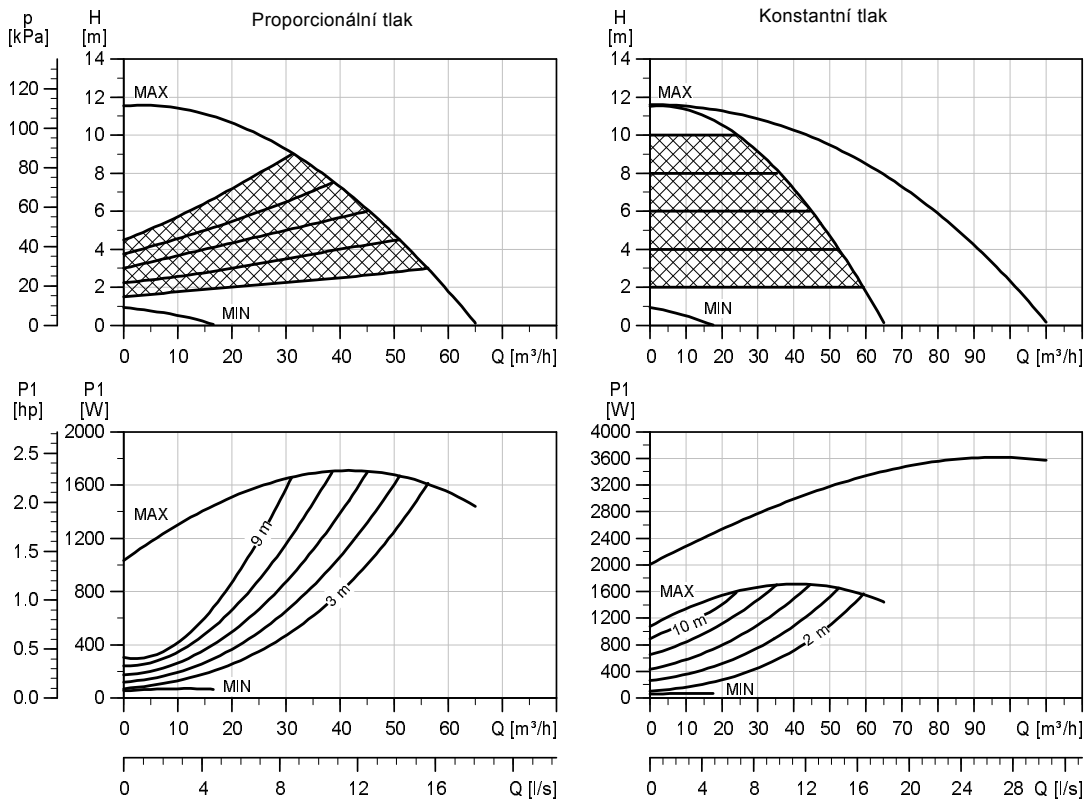 Proporcionální tlak
p
[kPa]
H
[m]
120
100
80
60
40
20
0
14
12
10
8
6
4
2
0
MAX
MIN
0 10 20 30 40 50 60 Q [m³/h]
Konstantní tlak
H
[m]
14
12
10
8
6
4
2
0
MAX
MIN
0 10 20 30 40 50 60 70 80 90 Q [m³/h]
P1
[hp]
P1
[W]
2.5
2.0
1.5
1.0
0.5
0.0
2000
1600
1200
800
400
0
MAX
9 m
3 m
MIN
0 10 20 30 40 50 60 Q [m³/h]
0 4 8 12 16 Q [l/s]
P1
[W]
4000
3600
3200
2800
2400
2000
1600
1200
800
400
0
MAX
10 m
2 m
MIN
0 10 20 30 40 50 60 70 80 90 Q [m³/h]
0 4 8 12 16 20 24 28 Q [l/s]